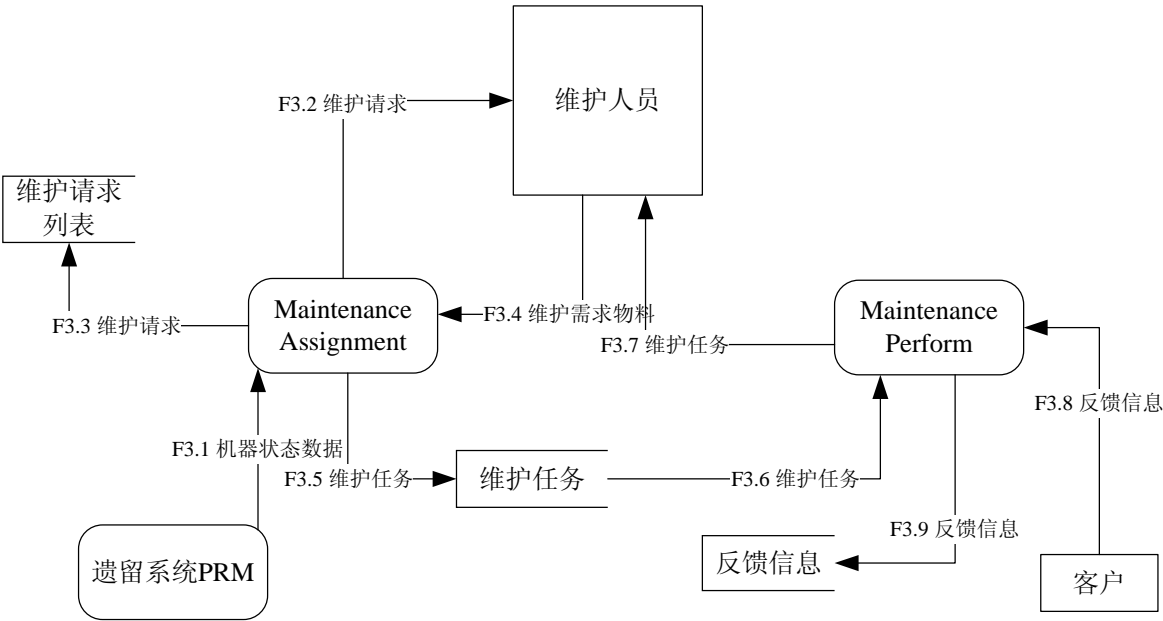 F3.2 维护请求
维护人员
维护请求
列表
Maintenance
Assignment
F3.4 维护需求物料
Maintenance
Perform
F3.3 维护请求
F3.7 维护任务
F3.8 反馈信息
F3.1 机器状态数据
F3.5 维护任务
维护任务
F3.6 维护任务
F3.9 反馈信息
遗留系统PRM
反馈信息
客户